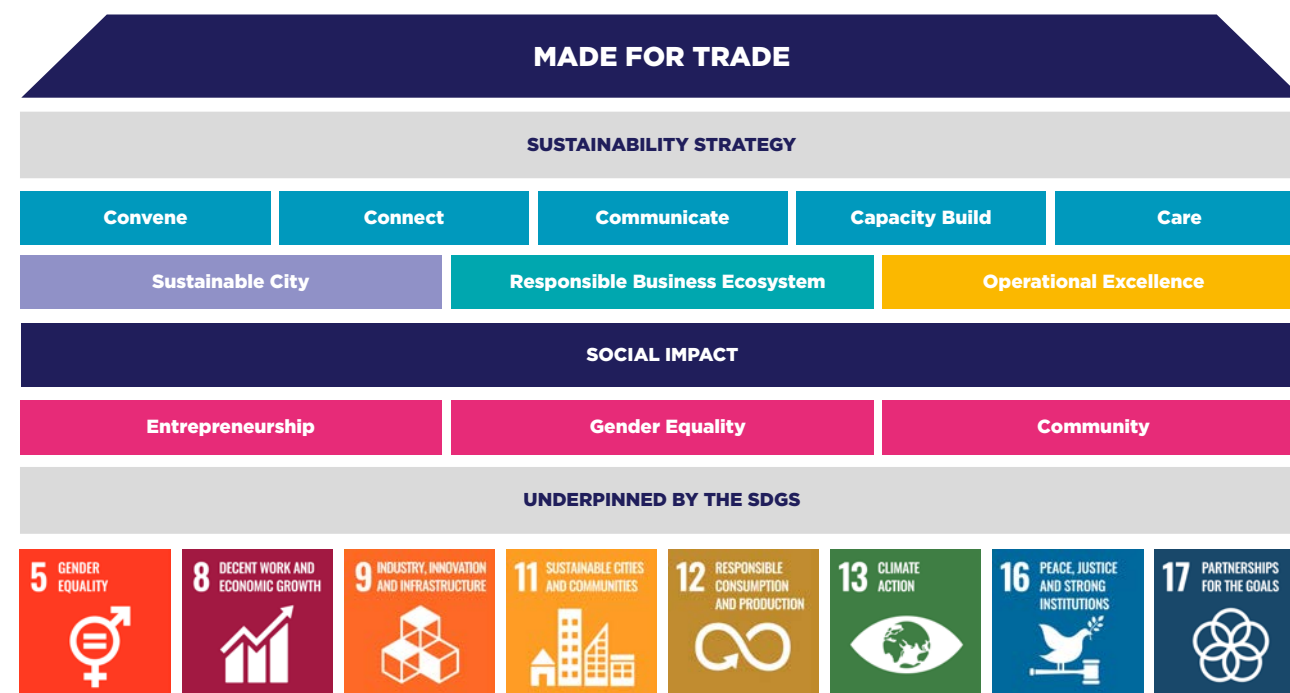 MADE FOR TRADE
SUSTAINABILITY STRATEGY
Convene
Connect
Communicate
Capacity Build
Care
Sustainable City
Responsible Business Ecosystem
Operational Excellence
SOCIAL IMPACT
Entrepreneurship
Gender Equality
Community
UNDERPINNED BY THE SDGS
5 GENDER
EQUALITY
8 DECENT WORK AND
ECONOMIC GROWTH
9 INDUSTRY, INNOVATION
AND INFRASTRUCTURE
11 SUSTAINABLE CITIES
AND COMMUNITIES
12 RESPONSIBLE
CONSUMPTION
AND PRODUCTION
13 CLIMATE
ACTION
16 PEACE, JUSTICE
AND STRONG
INSTITUTIONS
17 PARTNERSHIPS
FOR THE GOALS